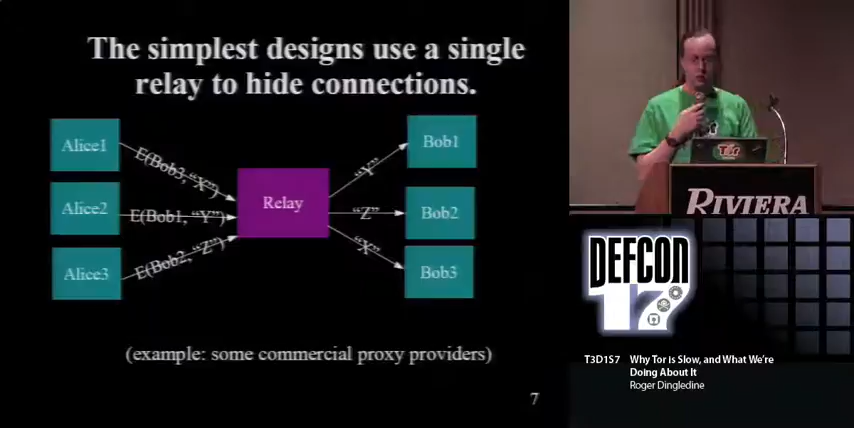 The simplest designs use a single
relay to hide connections.
Alice1
E(Bob3, "X")
Bob1
"Y"
Alice2
E(Bob1, "Y")
Relay
"Z"
Bob2
Alice3
E(Bob2, "Z")
"X"
Bob3
(example: some commercial proxy providers)
7
Tor
RIVIERA
DEFCON
17
T3D1S7 Why Tor is Slow, and What We're
Doing About It
Roger Dingledine